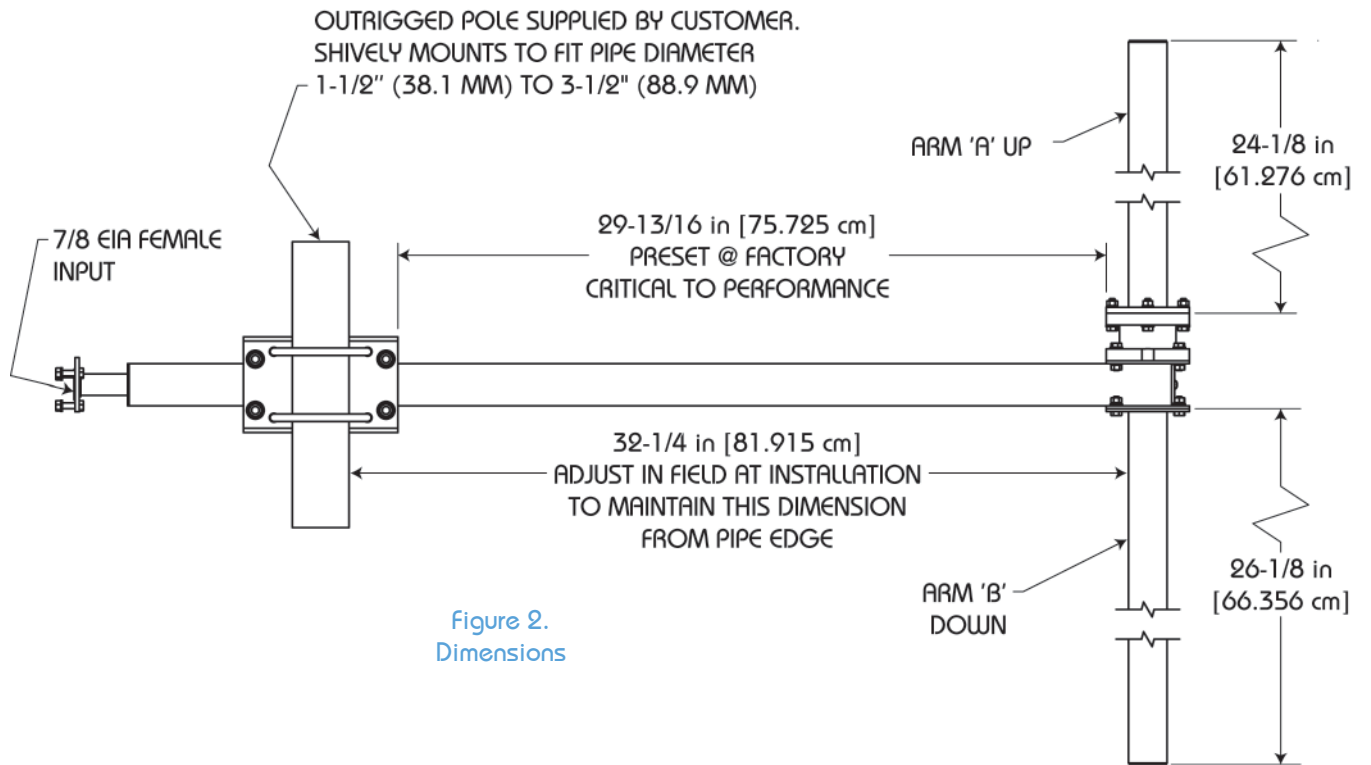 OUTRIGGED POLE SUPPLIED BY CUSTOMER.
SHIVELY MOUNTS TO FIT PIPE DIAMETER
1-1/2" (38.1 MM) TO 3-1/2" (88.9 MM)
ARM 'A' UP
24-1/8 in
[61.276 cm]
7/8 EIA FEMALE
INPUT
29-13/16 in [75.725 cm]
PRESET @ FACTORY
CRITICAL TO PERFORMANCE
32-1/4 in [81.915 cm]
ADJUST IN FIELD AT INSTALLATION
TO MAINTAIN THIS DIMENSION
FROM PIPE EDGE
ARM 'B'
DOWN
26-1/8 in
[66.356 cm]
Figure 2.
Dimensions